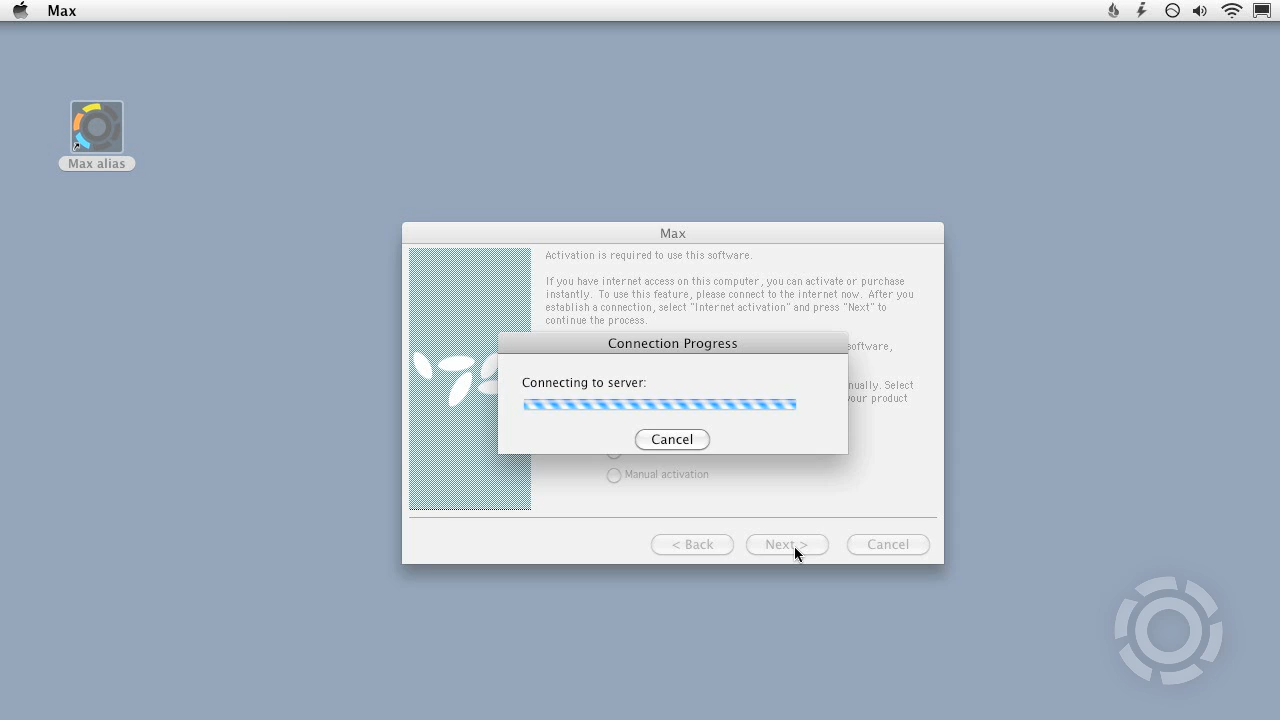 Max
Max alias
Max
Activation is required to use this software.
If you have internet access on this computer, you can activate or purchase
instantly. To use this feature, please connect to the internet now. After you
establish a connection, select "Internet activation" and press "Next" to
continue the process.
software,
Connection Progress
Connecting to server:
nually. Select
your product
Cancel
Manual activation
< Back
Next >
Cancel